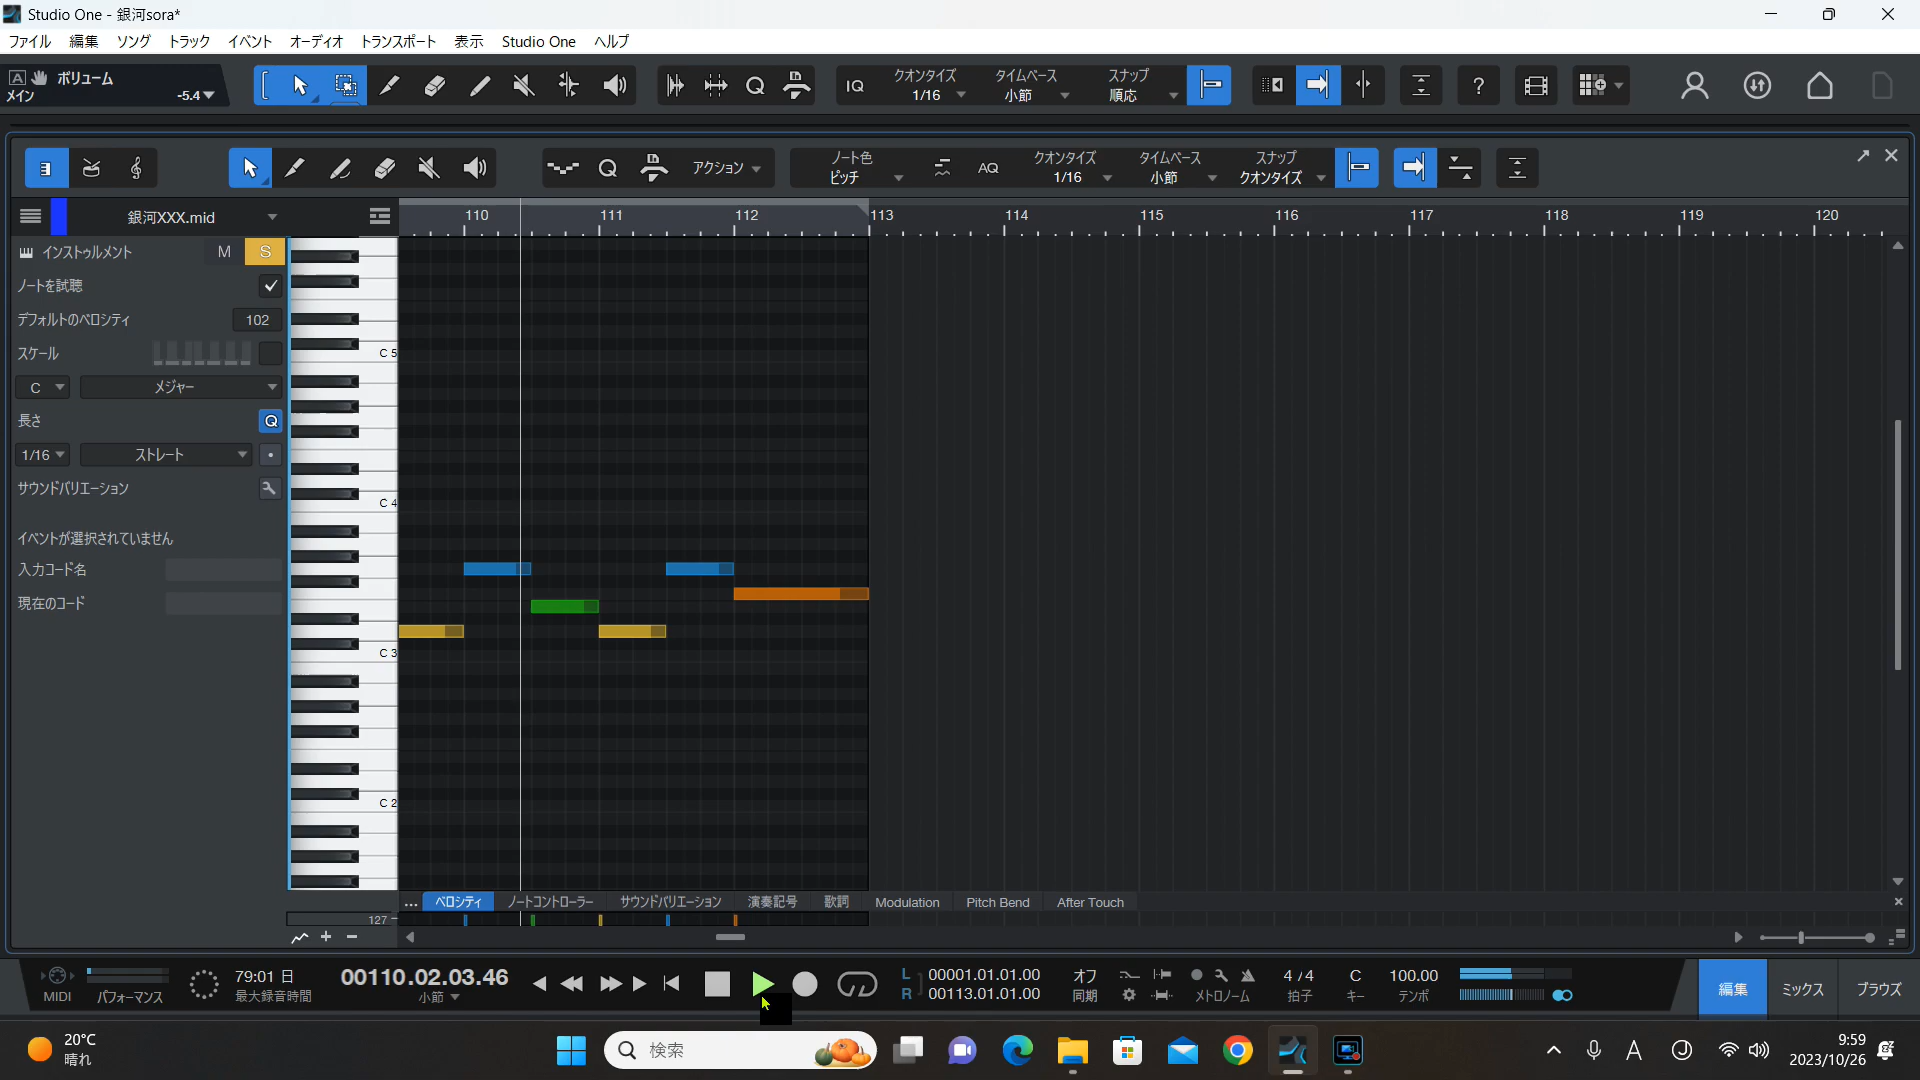 Studio One - 銀河sora*
ファイル 編集 ソング トラック イベント オーディオ トランスポート 表示 Studio One ヘルプ
A ボリューム
メイン -5.4
IQ クオンタイズ タイムベース スナップ
1/16 小節 順応
?
アクション ノート色 AQ クオンタイズ タイムベース スナップ
ピッチ 1/16 小節 クオンタイズ
銀河XXX.mid
110 111 112 113 114 115 116 117 118 119 120
インストゥルメント M S
ノートを試聴
デフォルトのベロシティ 102
スケール
C メジャー
長さ Q
1/16 ストレート
サウンドバリエーション
イベントが選択されていません
入力コード名
現在のコード
C 5
C 4
C 3
C 2
... ベロシティ ノートコントローラー サウンドバリエーション 演奏記号 歌詞 Modulation Pitch Bend After Touch
127
MIDI パフォーマンス
79:01 日
最大録音時間
00110.02.03.46
小節
L 00001.01.01.00
R 00113.01.01.00
オフ
同期
メトロノーム
4 / 4
拍子
C
キー
100.00
テンポ
編集 ミックス ブラウズ
20°C
晴れ
検索
A
9:59
2023/10/26